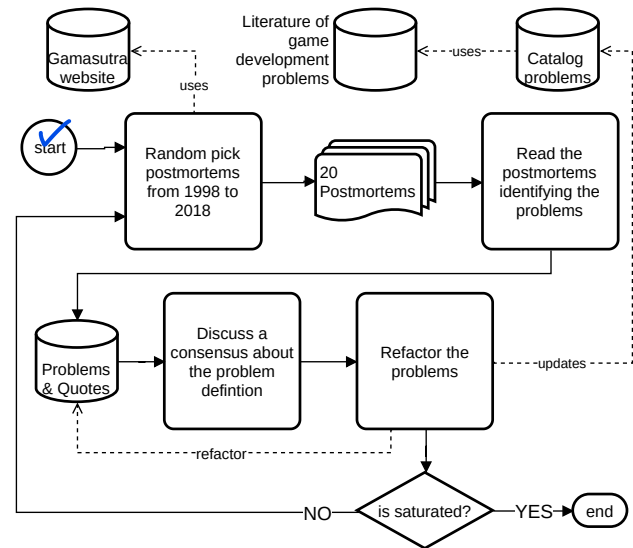 Gamasutra
website
Literature of
game
development
problems
uses
Catalog
problems
uses
start
Random pick
postmortems
from 1998 to
2018
20
Postmortems
Read the
postmortems
identifying the
problems
Problems
& Quotes
Discuss a
consensus about
the problem
defintion
Refactor the
problems
updates
refactor
is saturated?
NO
YES
end